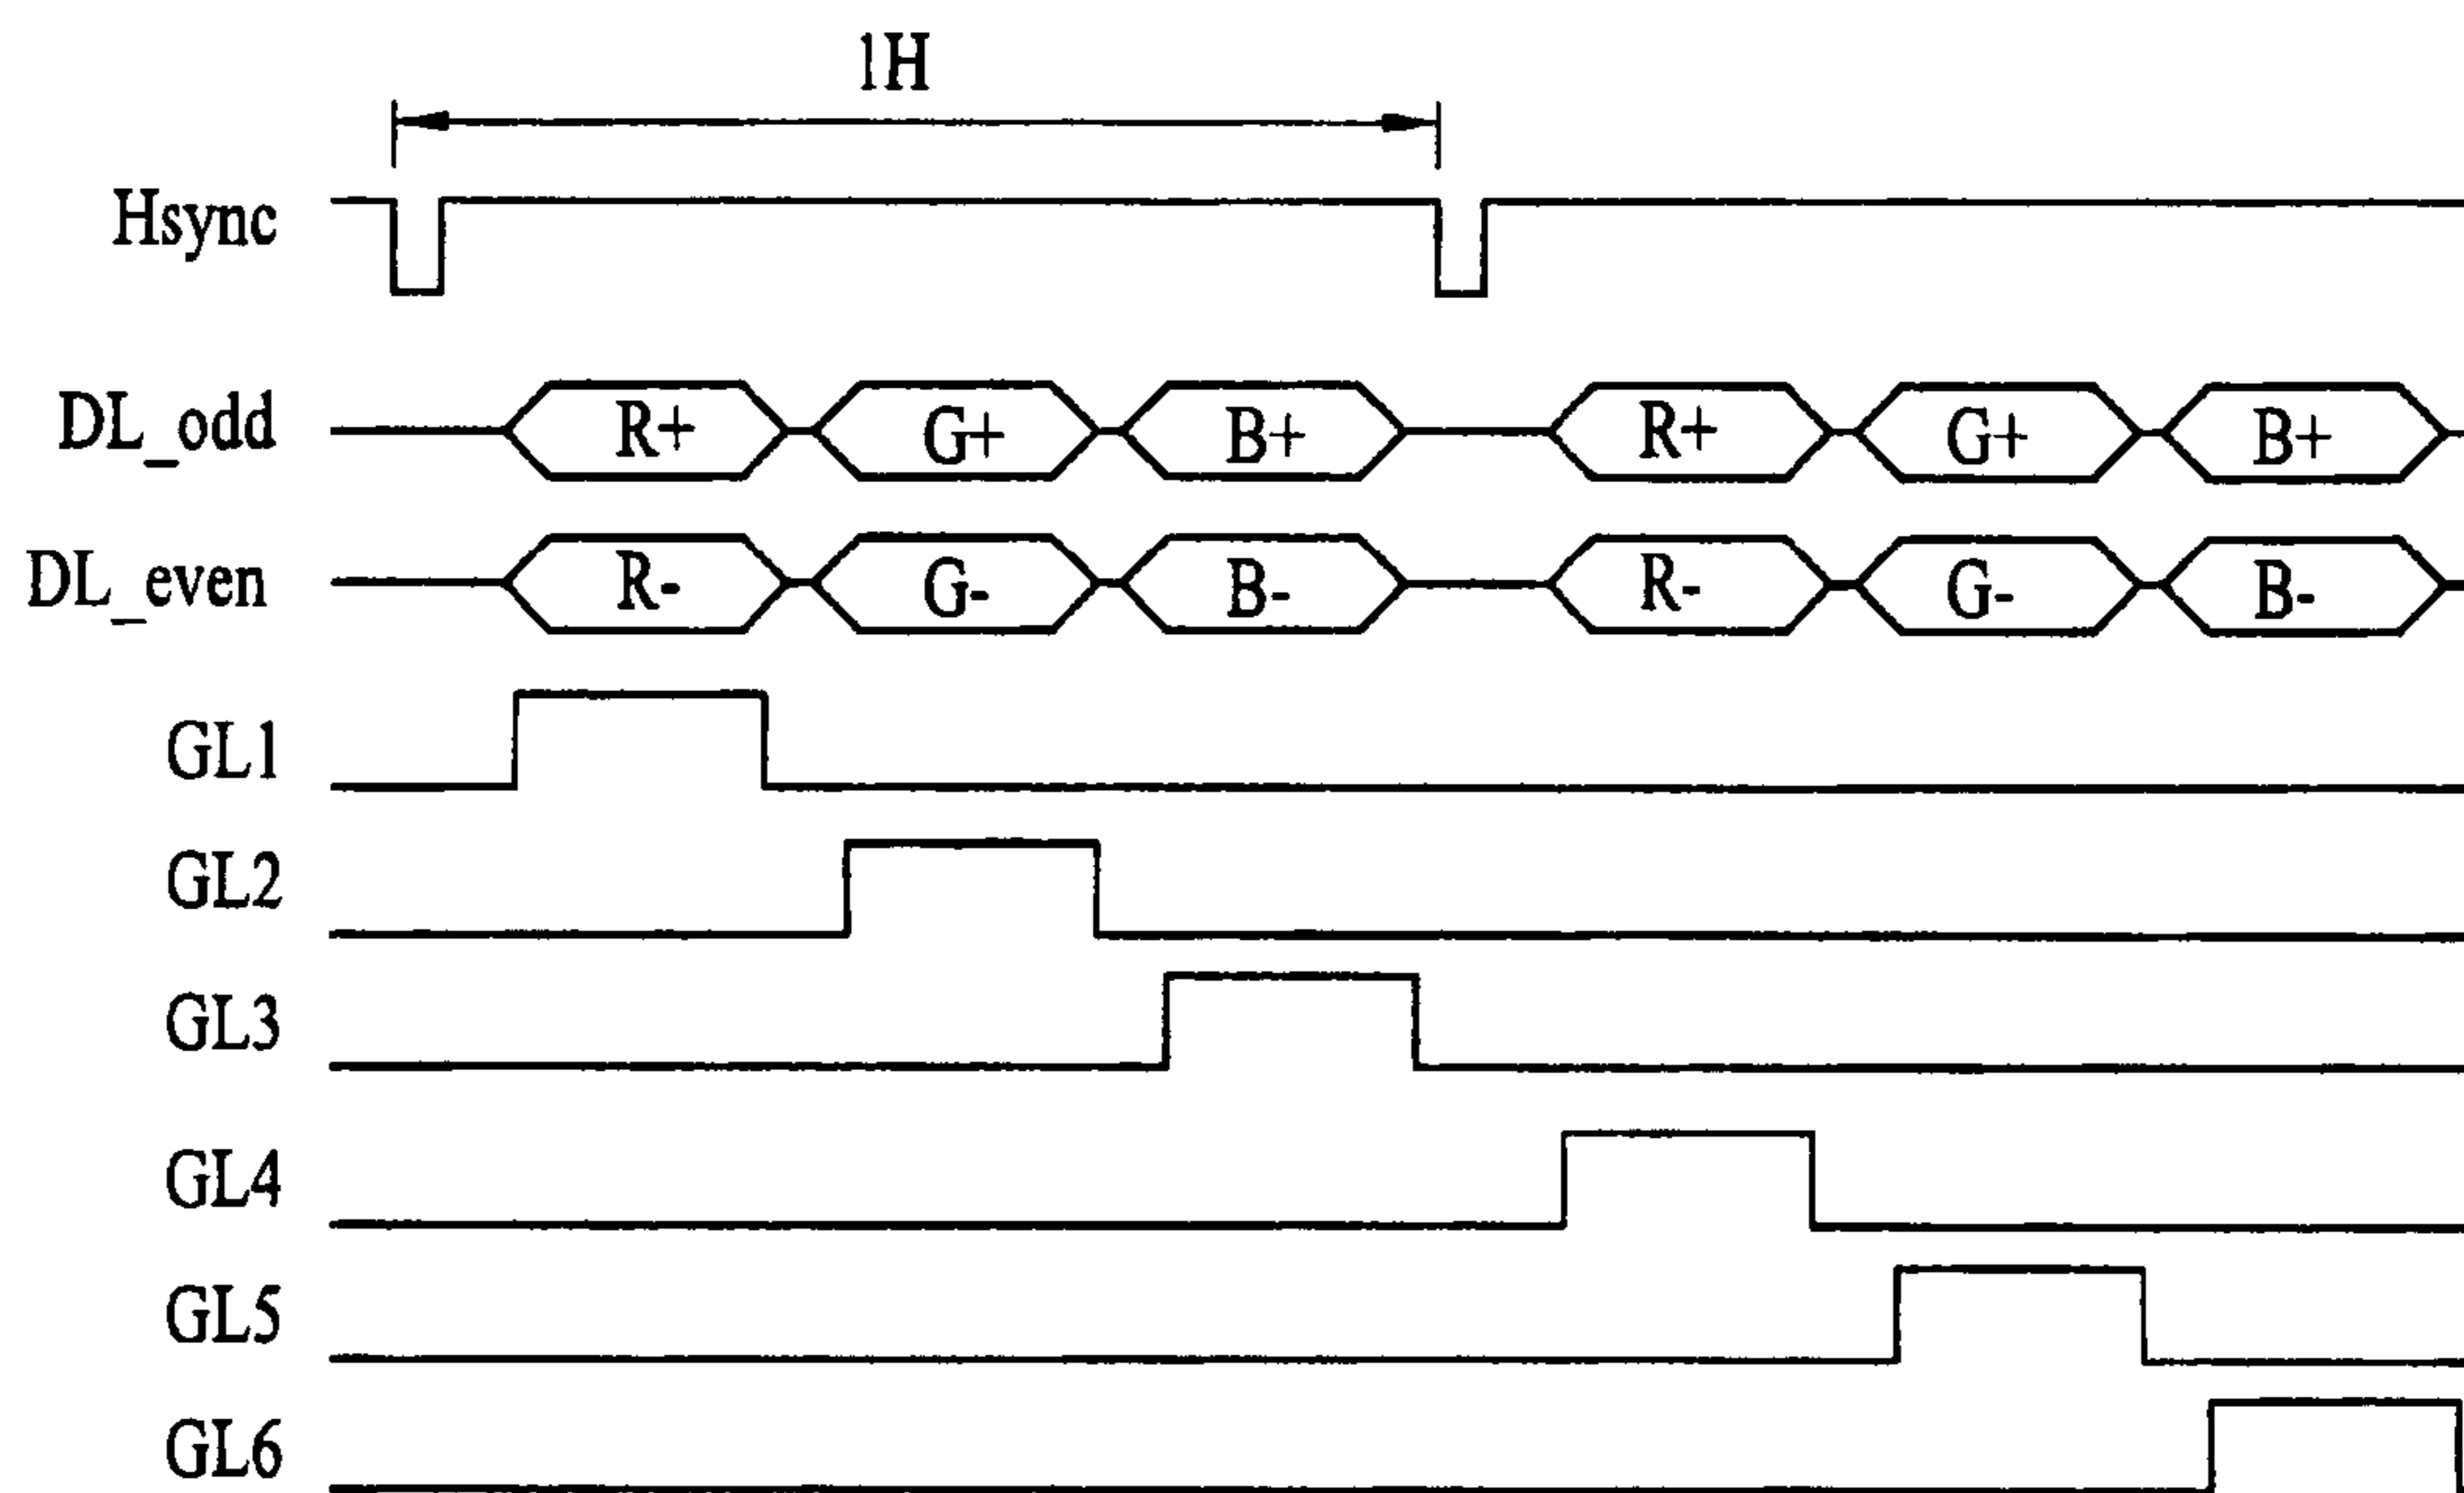 1H
Hsync
DL_odd R+ G+ B+ R+ G+ B+
DL_even R- G- B- R- G- B-
GL1
GL2
GL3
GL4
GL5
GL6